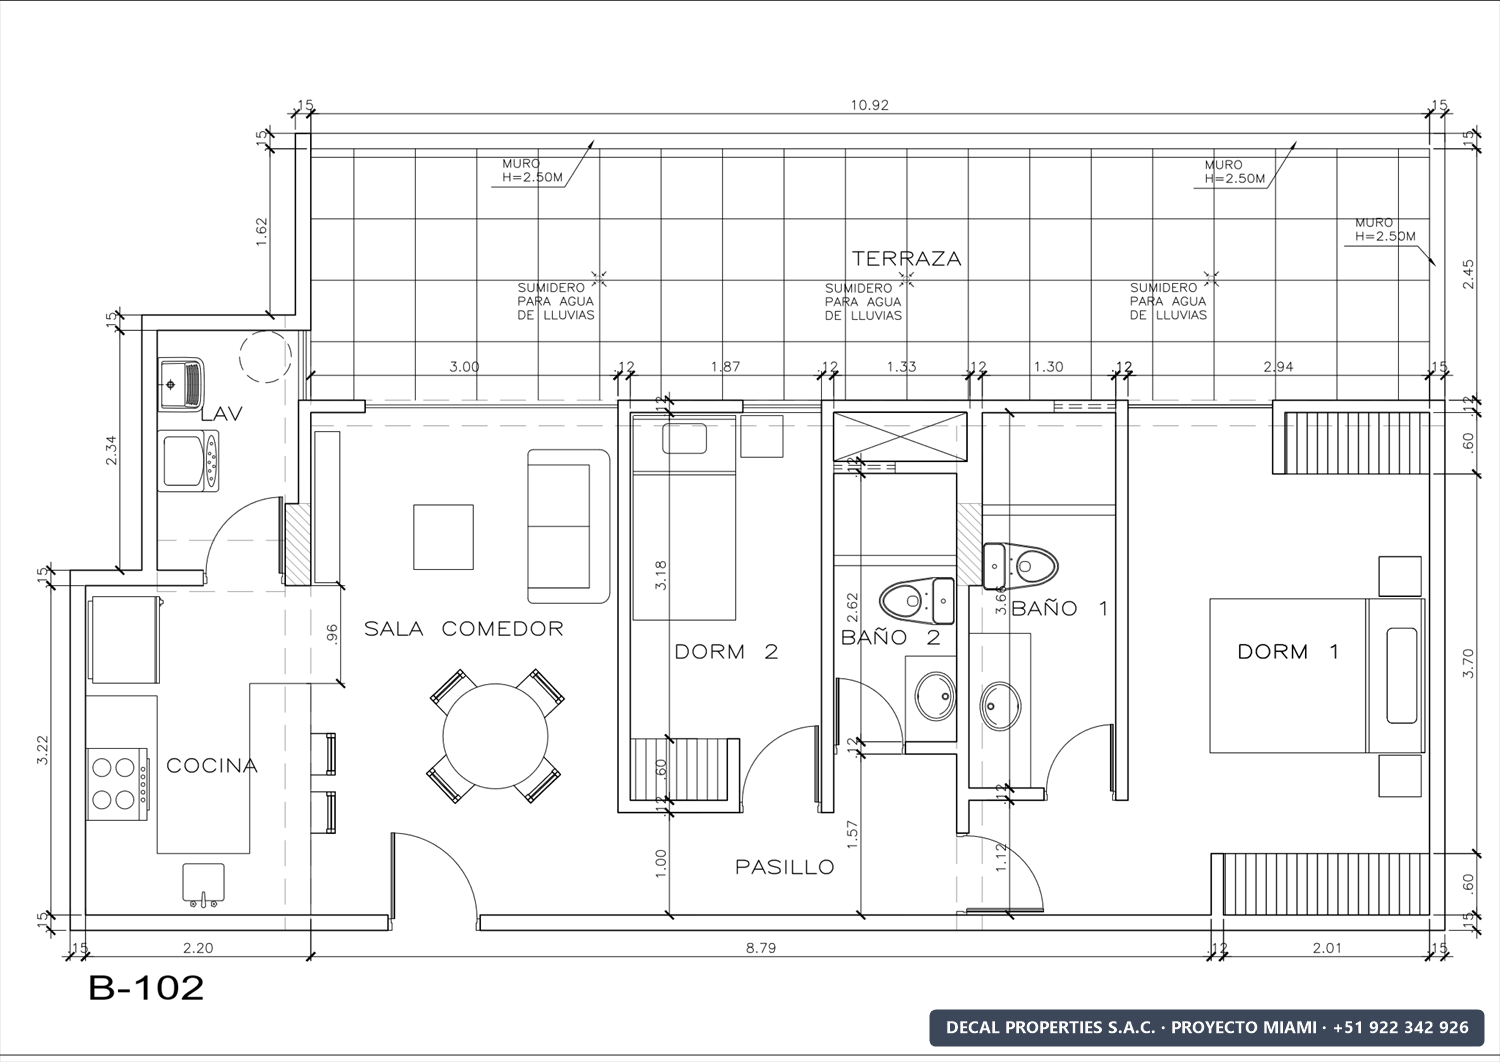 .15
10.92
.15
.15
.15
MURO
H=2.50M
MURO
H=2.50M
MURO
H=2.50M
1.62
TERRAZA
2.45
SUMIDERO
PARA AGUA
DE LLUVIAS
SUMIDERO
PARA AGUA
DE LLUVIAS
SUMIDERO
PARA AGUA
DE LLUVIAS
.15
3.00
.12
1.87
.12
1.33
.12
1.30
.12
2.94
.15
.12
.12
LAV
2.34
.60
.12
.15
3.18
2.62
3.66
BAÑO 1
SALA COMEDOR
.96
BAÑO 2
DORM 2
DORM 1
3.70
3.22
COCINA
.60
.12
.12
.12
1.57
1.00
PASILLO
1.12
.60
.15
.15
.15
2.20
8.79
.12
2.01
.15
B-102
DECAL PROPERTIES S.A.C. · PROYECTO MIAMI · +51 922 342 926